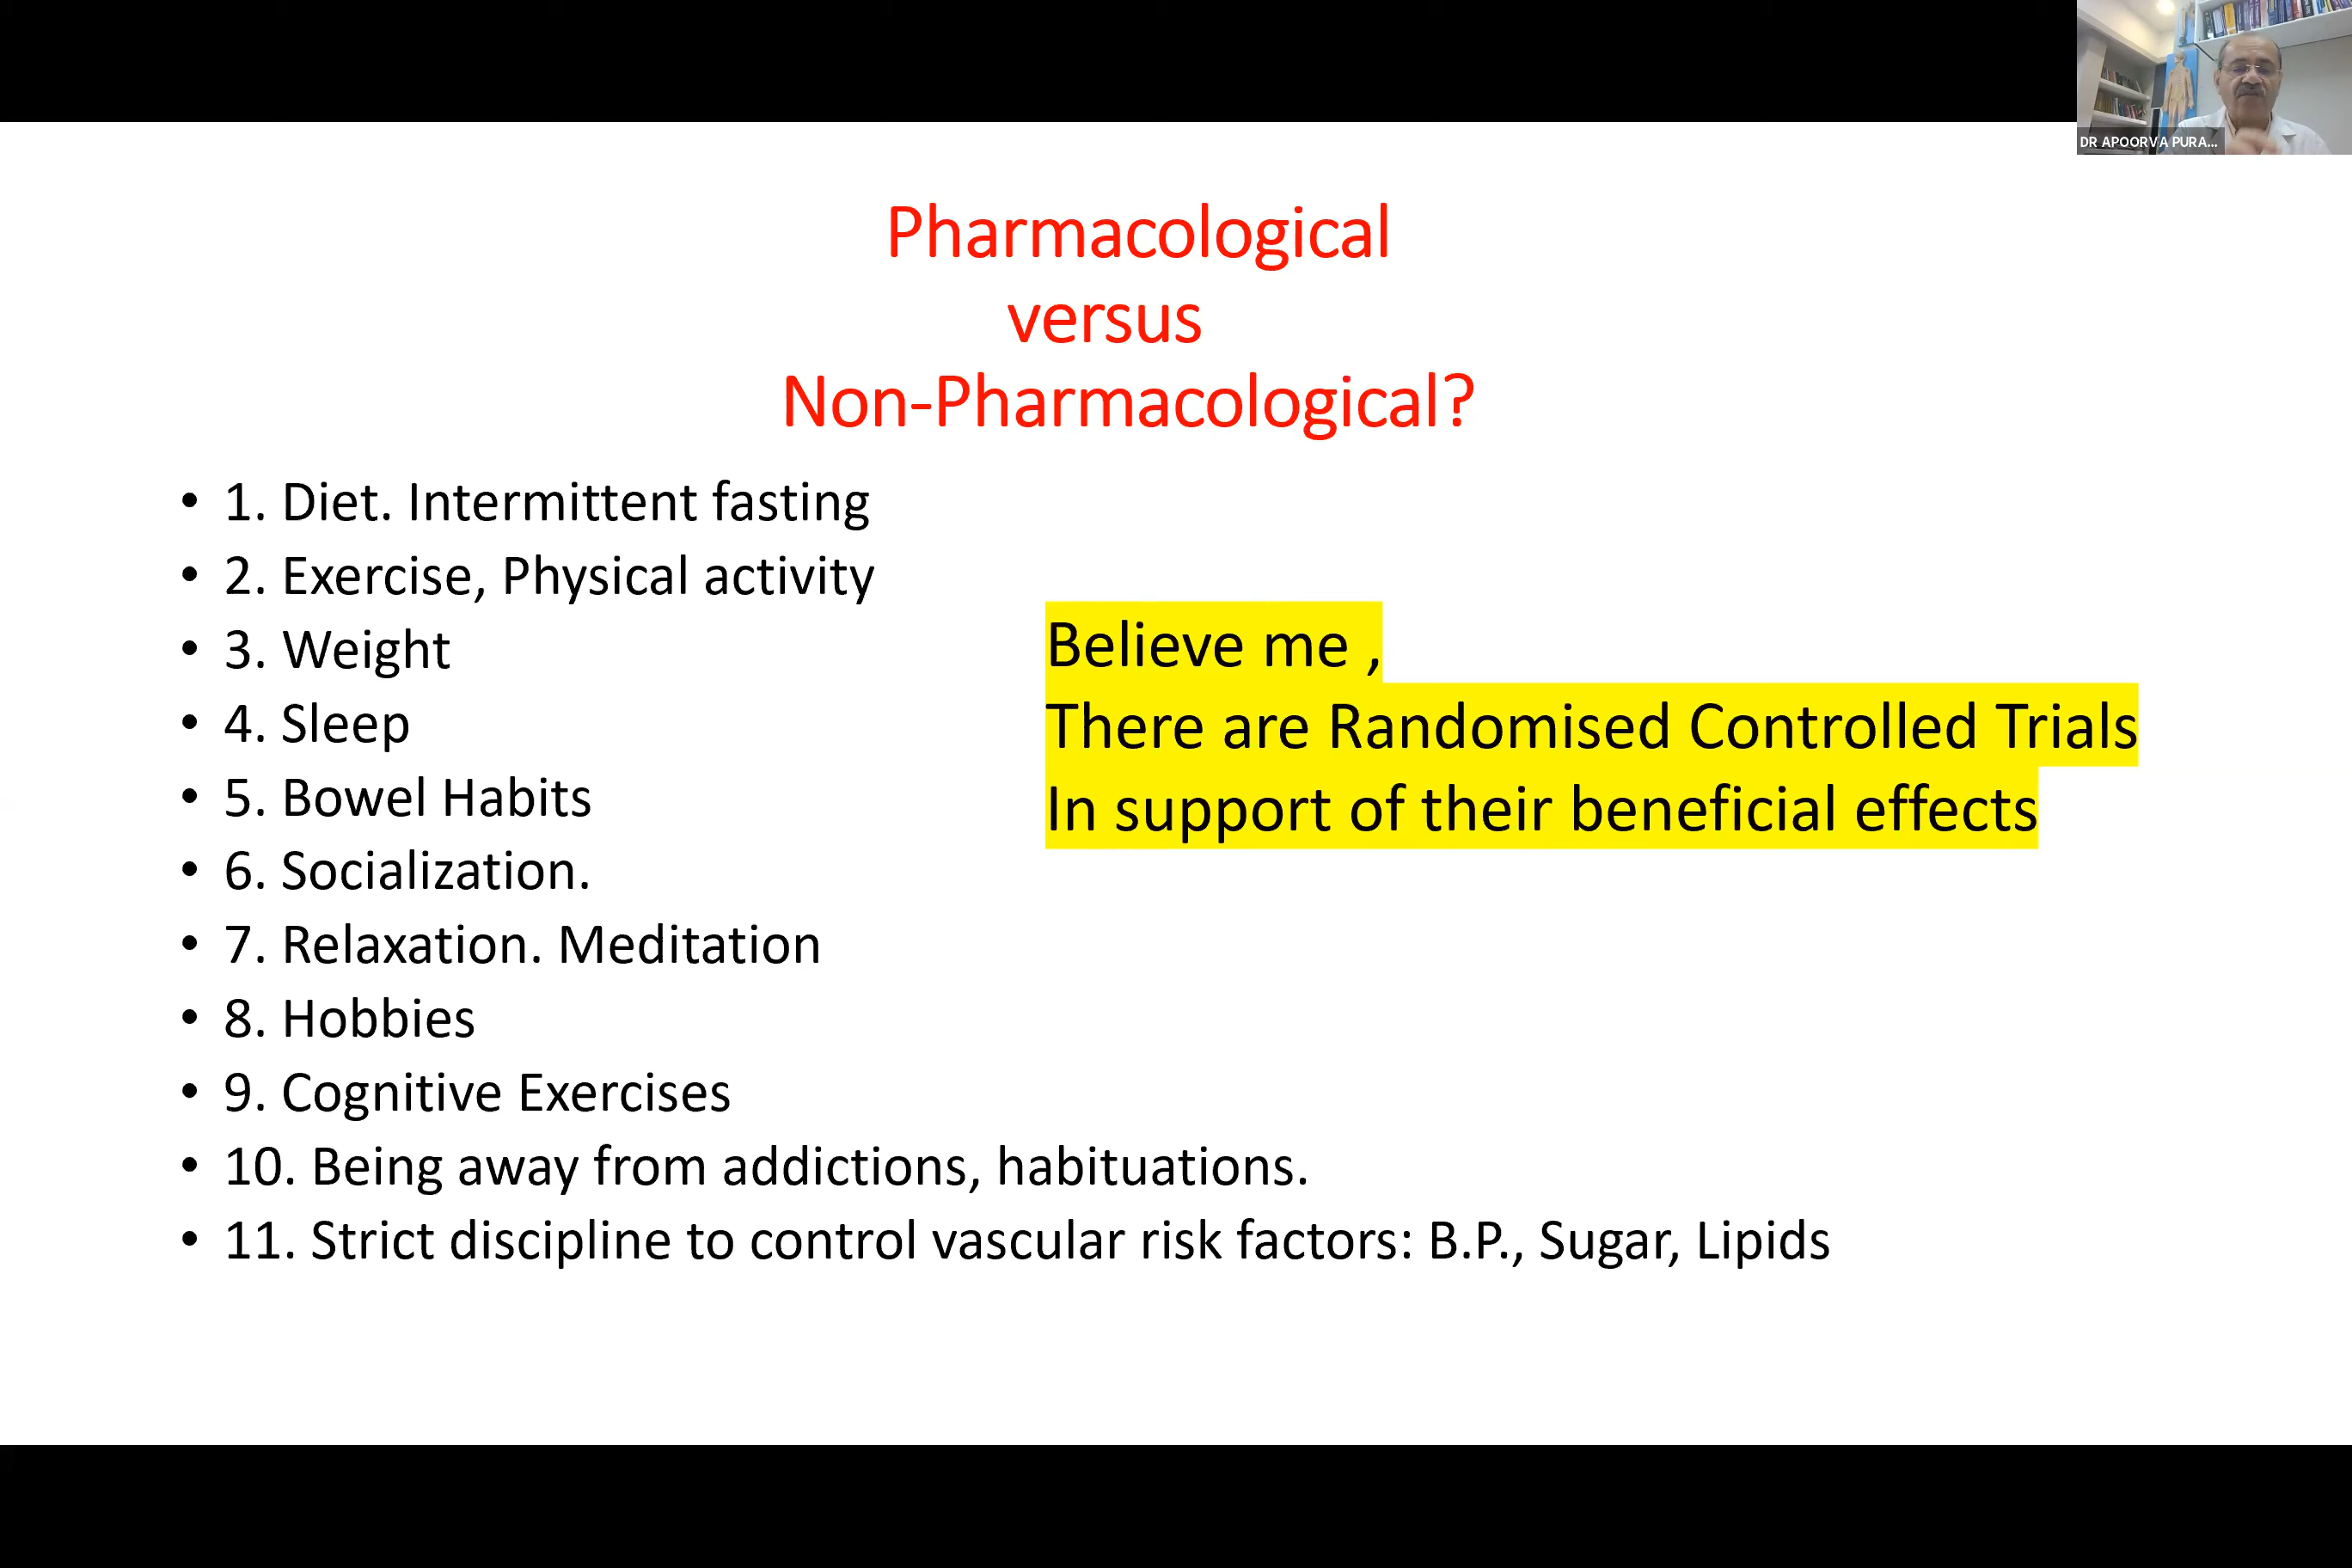 DR APOORVA PURA...
Pharmacological
versus
Non-Pharmacological?
• 1. Diet. Intermittent fasting
• 2. Exercise, Physical activity
• 3. Weight
• 4. Sleep
• 5. Bowel Habits
• 6. Socialization.
• 7. Relaxation. Meditation
• 8. Hobbies
• 9. Cognitive Exercises
• 10. Being away from addictions, habituations.
• 11. Strict discipline to control vascular risk factors: B.P., Sugar, Lipids
Believe me ,
There are Randomised Controlled Trials
In support of their beneficial effects